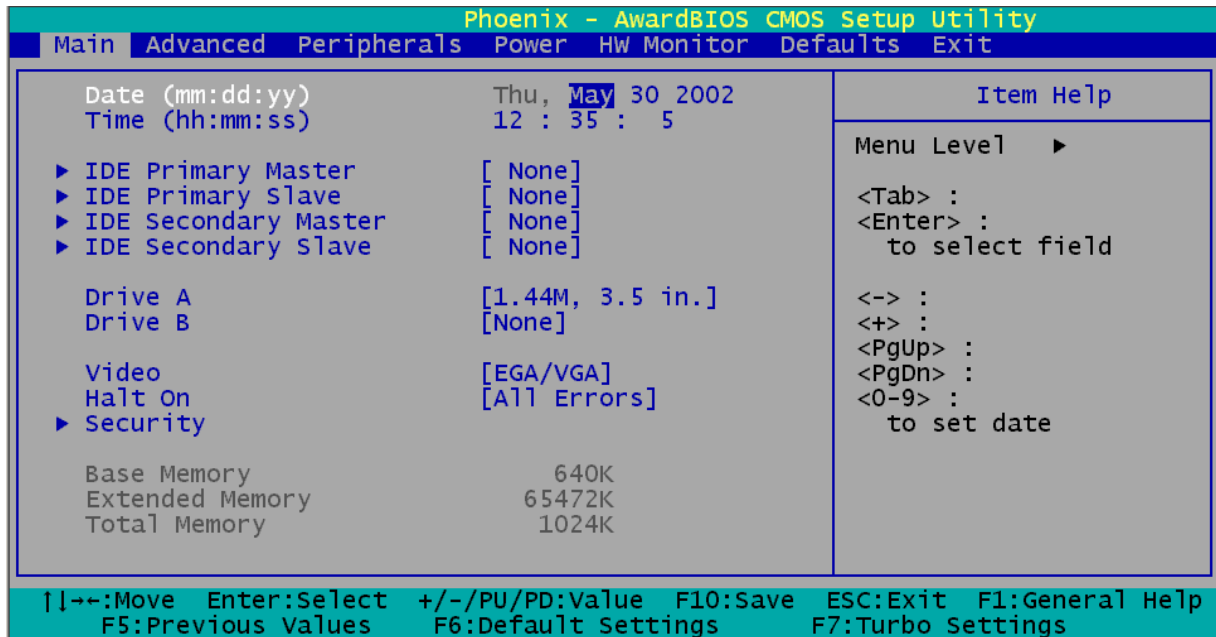 Phoenix - AwardBIOS CMOS Setup Utility
Main Advanced Peripherals Power HW Monitor Defaults Exit
Date (mm:dd:yy) Thu, May 30 2002
Time (hh:mm:ss) 12 : 35 : 5
▶ IDE Primary Master [ None]
▶ IDE Primary Slave [ None]
▶ IDE Secondary Master [ None]
▶ IDE Secondary Slave [ None]
Drive A [1.44M, 3.5 in.]
Drive B [None]
Video [EGA/VGA]
Halt On [All Errors]
▶ Security
Base Memory 640K
Extended Memory 65472K
Total Memory 1024K
Item Help
Menu Level ▶
<Tab> :
<Enter> :
to select field
<-> :
<+> :
<PgUp> :
<PgDn> :
<0-9> :
to set date
↑↓→←:Move Enter:Select +/-/PU/PD:Value F10:Save ESC:Exit F1:General Help
F5:Previous Values F6:Default Settings F7:Turbo Settings